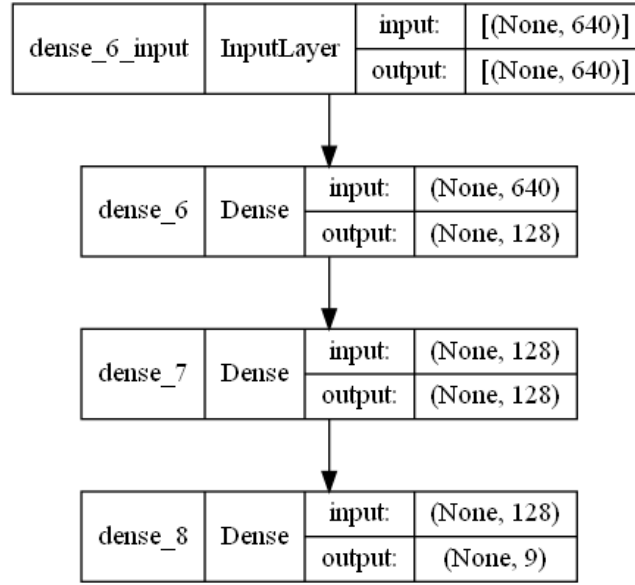 dense_6_input InputLayer input: [(None, 640)]
output: [(None, 640)]
dense_6 Dense input: (None, 640)
output: (None, 128)
dense_7 Dense input: (None, 128)
output: (None, 128)
dense_8 Dense input: (None, 128)
output: (None, 9)